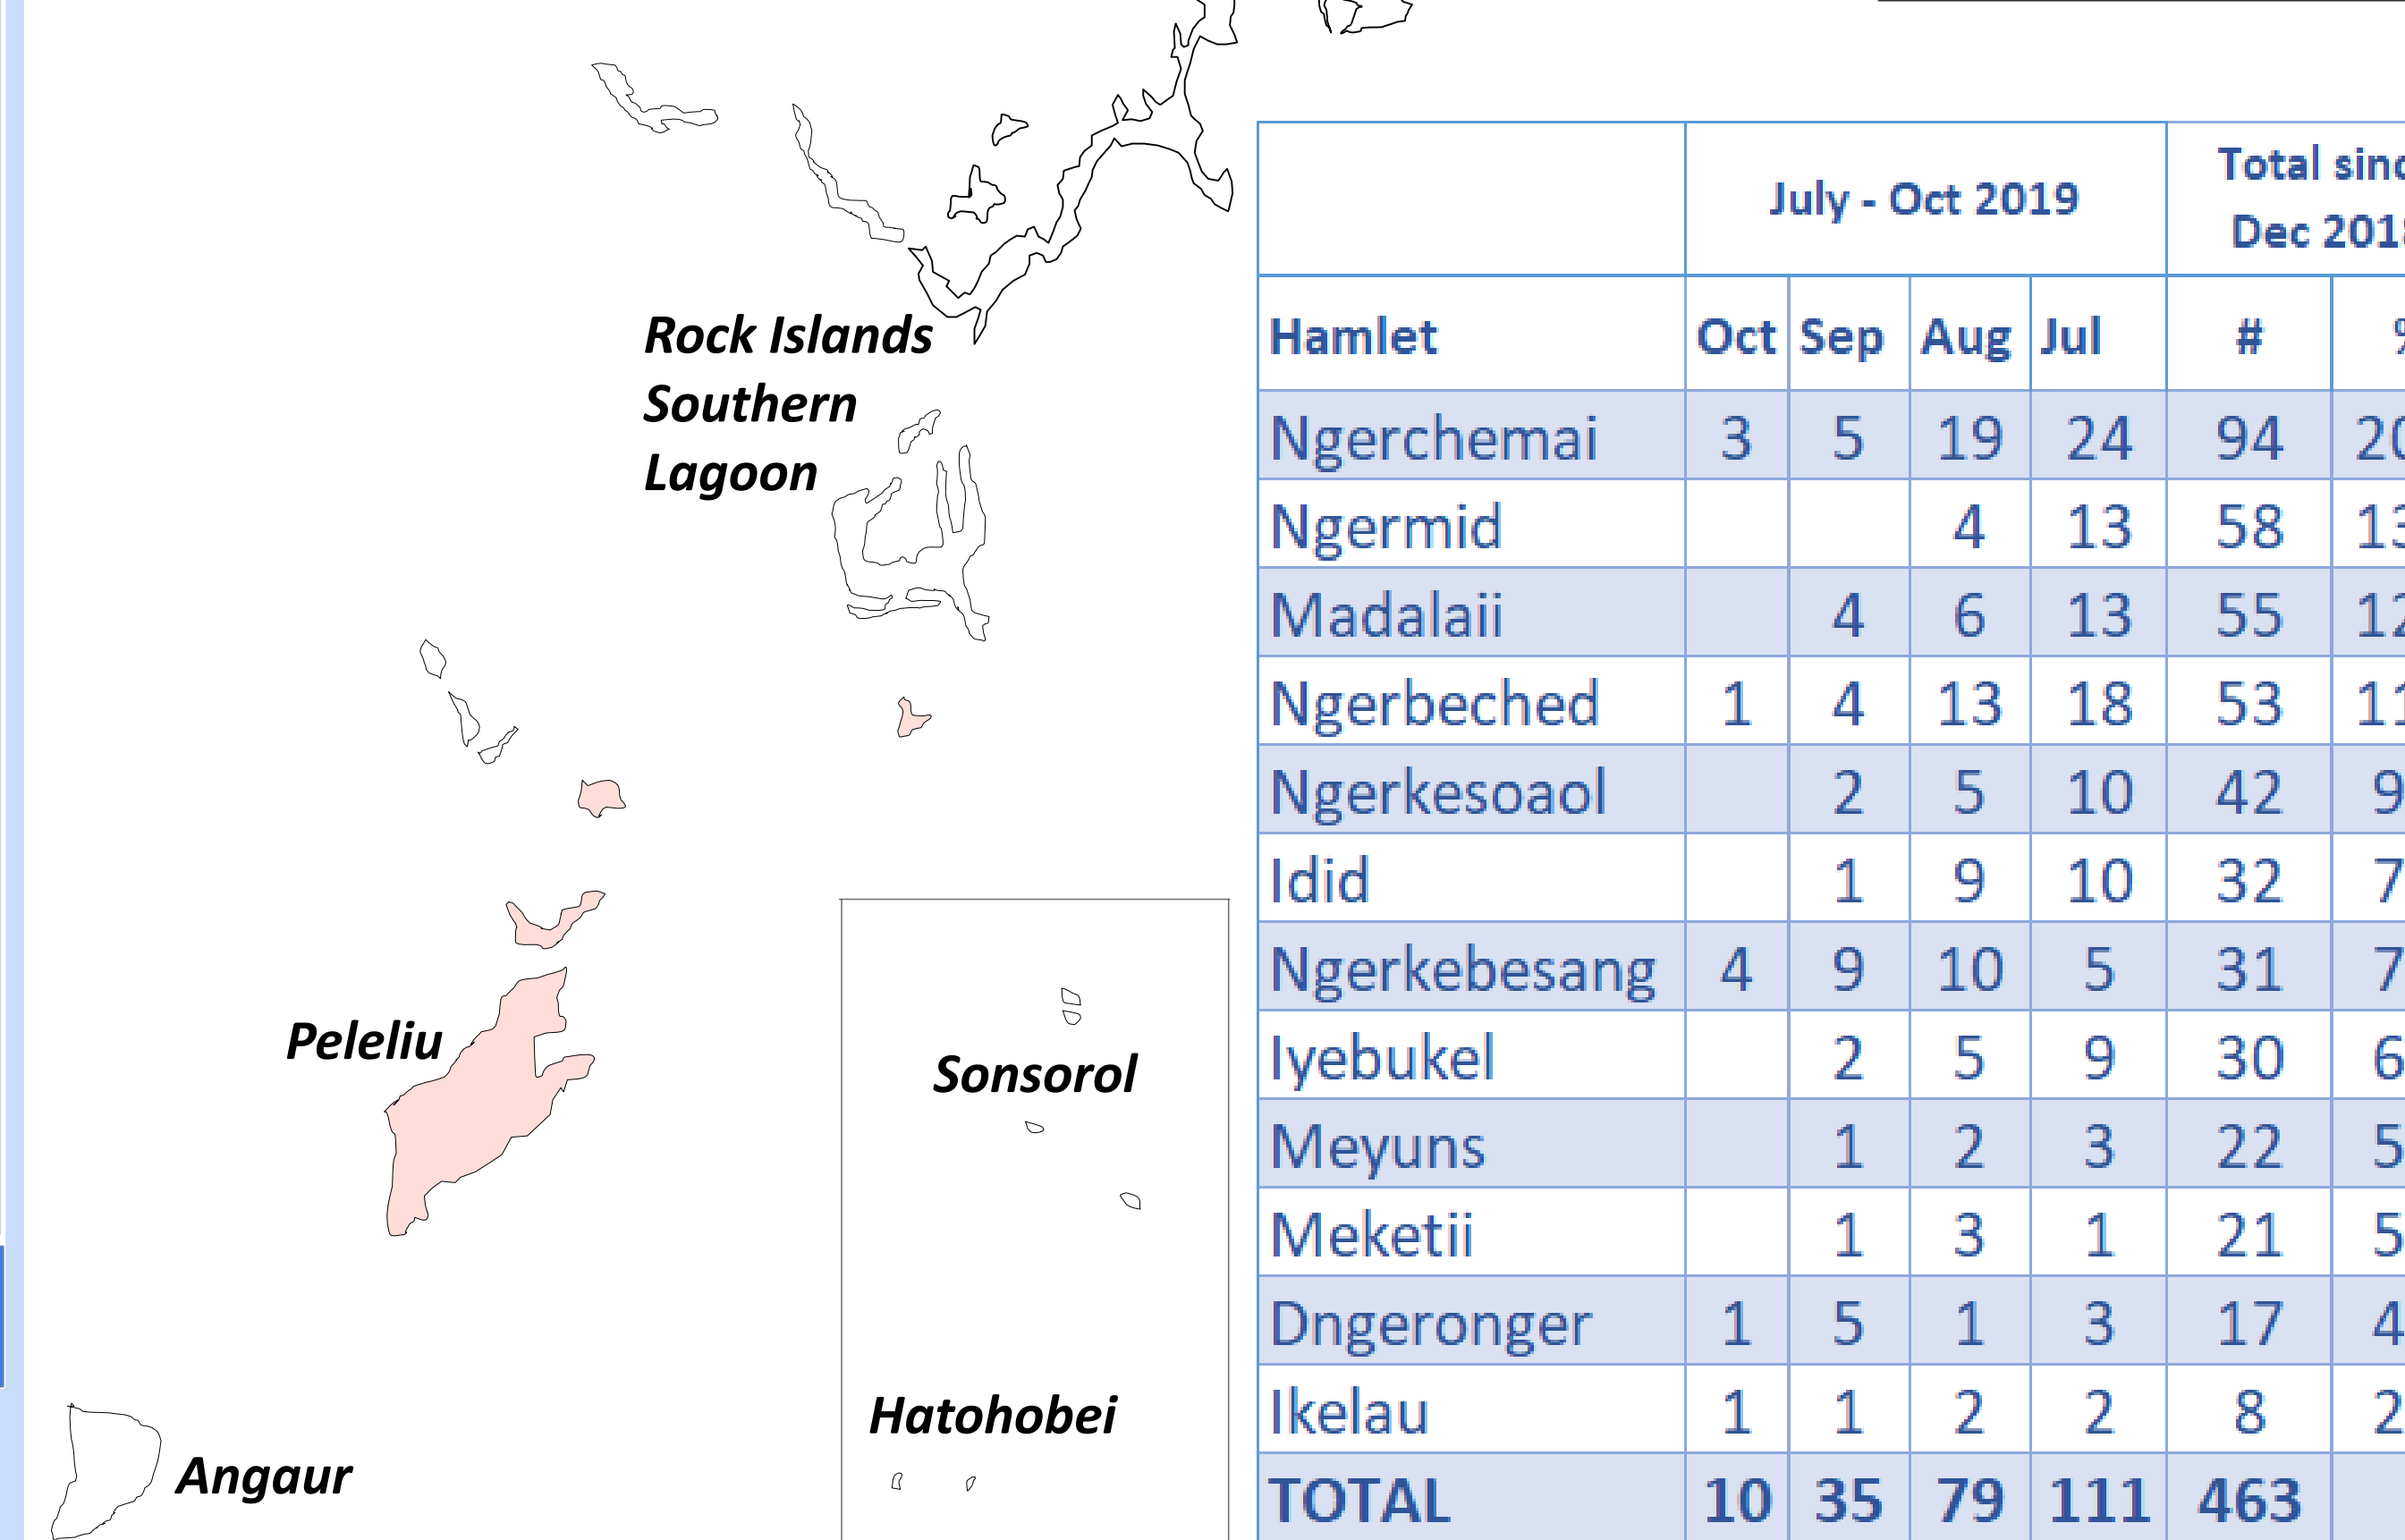 Rock Islands
Southern
Lagoon
Peleliu
Sonsorol
Hatohobei
Angaur
July - Oct 2019 Total
Dec
Hamlet Oct Sep Aug Jul #
Ngerchemai 3 5 19 24 94
Ngermid 4 13 58
Madalaii 4 6 13 55
Ngerbeched 1 4 13 18 53
Ngerkesoaol 2 5 10 42
Idid 1 9 10 32
Ngerkebesang 4 9 10 5 31
Iyebukel 2 5 9 30
Meyuns 1 2 3 22
Meketii 1 3 1 21
Dngeronger 1 5 1 3 17
Ikelau 1 1 2 2 8
TOTAL 10 35 79 111 463